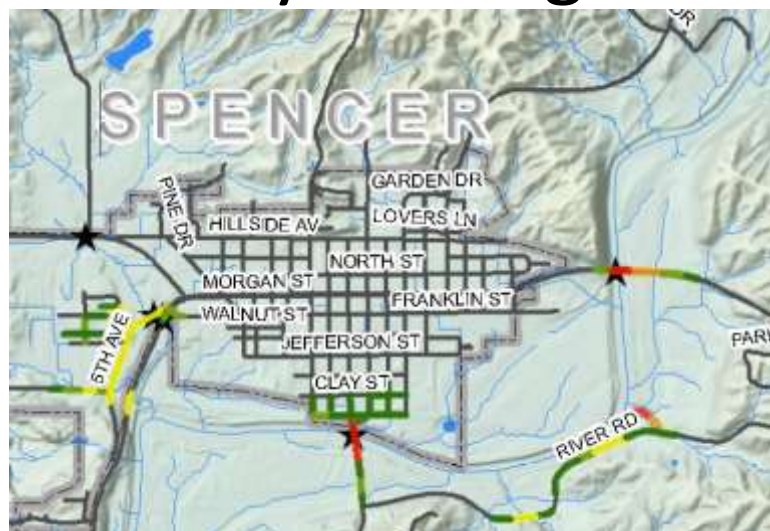 SPENCER
GARDEN DR
PINE DR
LOVERS LN
HILLSIDE AV
NORTH ST
MORGAN ST
FRANKLIN ST
WALNUT ST
5TH AVE
JEFFERSON ST
CLAY ST
RIVER RD